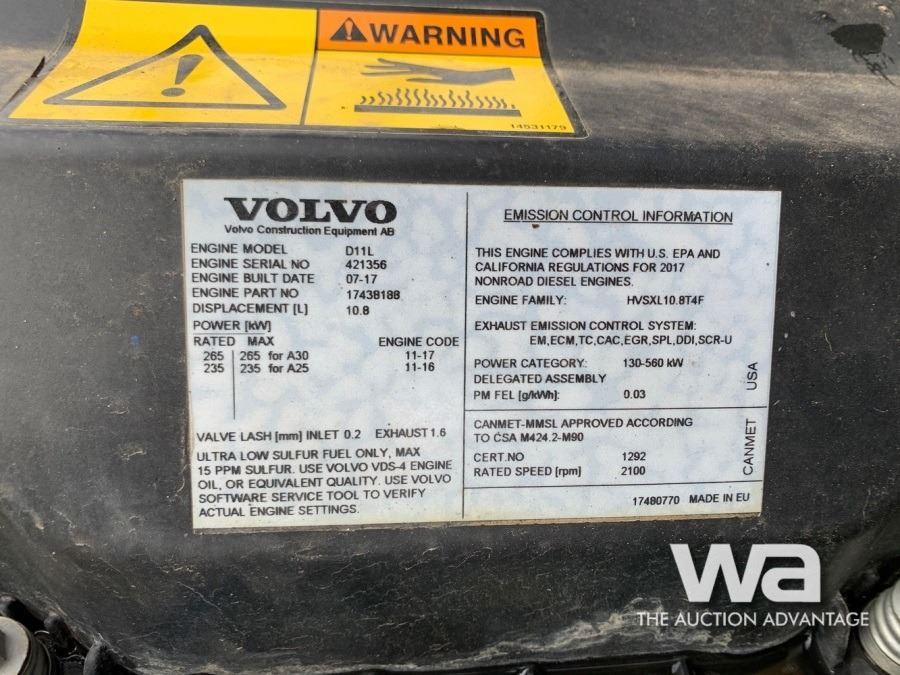 WARNING
14531179
VOLVO
Volvo Construction Equipment AB
ENGINE MODEL D11L
ENGINE SERIAL NO 421356
ENGINE BUILT DATE 07-17
ENGINE PART NO 17438188
DISPLACEMENT [L] 10.8
POWER [kW]
RATED MAX ENGINE CODE
265 265 for A30 11-17
235 235 for A25 11-16
VALVE LASH [mm] INLET 0.2 EXHAUST 1.6
ULTRA LOW SULFUR FUEL ONLY, MAX
15 PPM SULFUR. USE VOLVO VDS-4 ENGINE
OIL, OR EQUIVALENT QUALITY. USE VOLVO
SOFTWARE SERVICE TOOL TO VERIFY
ACTUAL ENGINE SETTINGS.
EMISSION CONTROL INFORMATION
THIS ENGINE COMPLIES WITH U.S. EPA AND
CALIFORNIA REGULATIONS FOR 2017
NONROAD DIESEL ENGINES.
ENGINE FAMILY: HVSXL10.8T4F
EXHAUST EMISSION CONTROL SYSTEM:
EM,ECM,TC,CAC,EGR,SPL,DDI,SCR-U
POWER CATEGORY: 130-560 kW
DELEGATED ASSEMBLY
PM FEL [g/kWh]: 0.03
USA
CANMET-MMSL APPROVED ACCORDING
TO CSA M424.2-M90
CERT.NO 1292
RATED SPEED [rpm] 2100
CANMET
17480770 MADE IN EU
wa
THE AUCTION ADVANTAGE